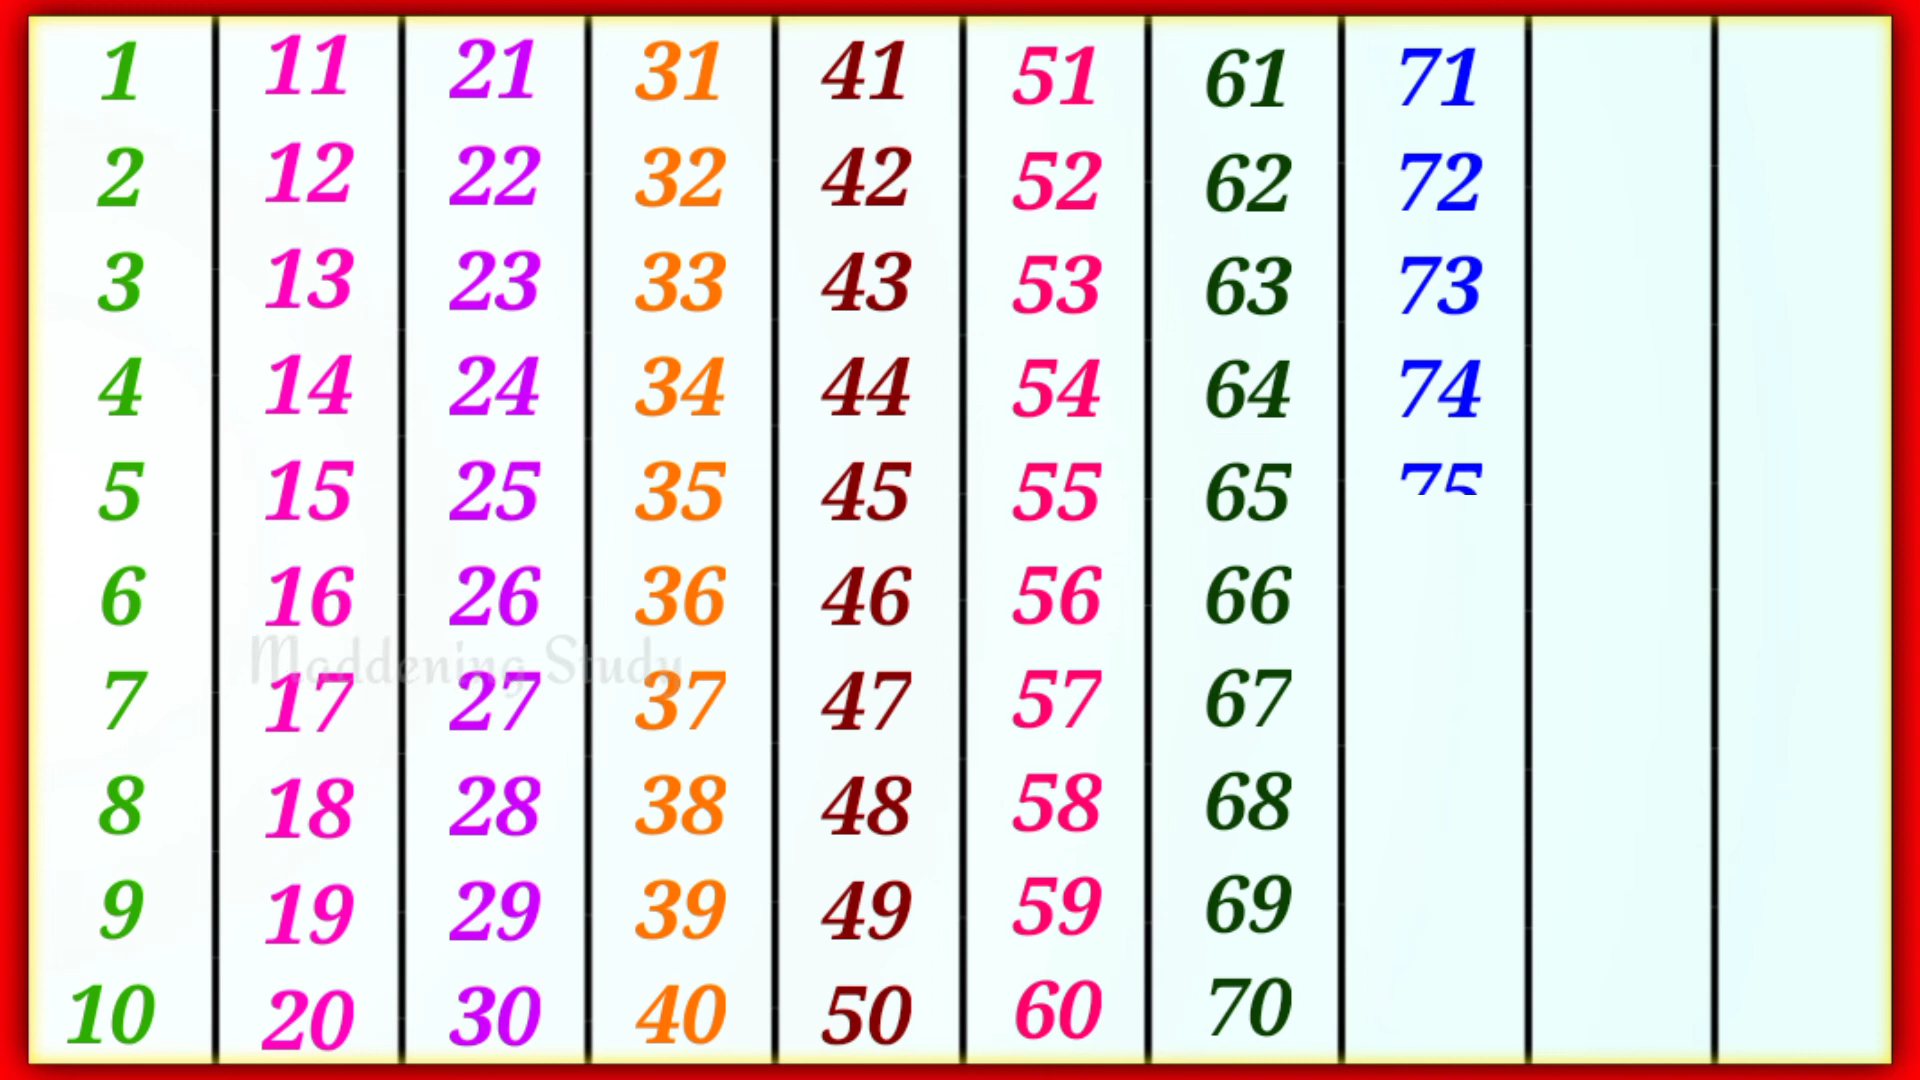 1 11 21 31 41 51 61 71
2 12 22 32 42 52 62 72
3 13 23 33 43 53 63 73
4 14 24 34 44 54 64 74
5 15 25 35 45 55 65 75
6 16 26 36 46 56 66
Maddening Study
7 17 27 37 47 57 67
8 18 28 38 48 58 68
9 19 29 39 49 59 69
10 20 30 40 50 60 70